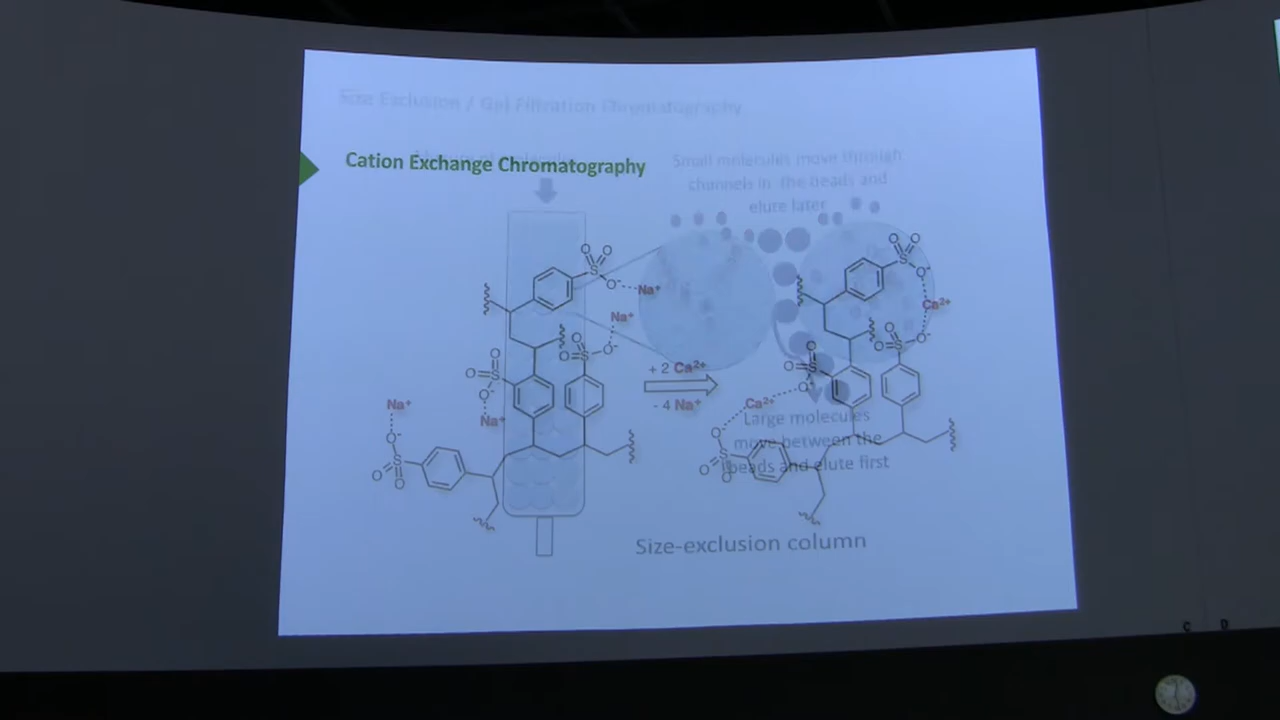 Size Exclusion / Gel Filtration Chromatography
Cation Exchange Chromatography
Small molecules move through
channels in the beads and
elute later
O O
S
O⁻
Na⁺
Na⁺
O
O=S-O⁻
O
O=S
O⁻
Na⁺
Na⁺
O⁻
S
O O
+ 2 Ca²⁺
- 4 Na⁺
O O
S
O⁻
Ca²⁺
O
O=S-O⁻
O
O=S
O⁻
Ca²⁺
O⁻
S
O O
Large molecules
move between the
beads and elute first
Size-exclusion column
C D